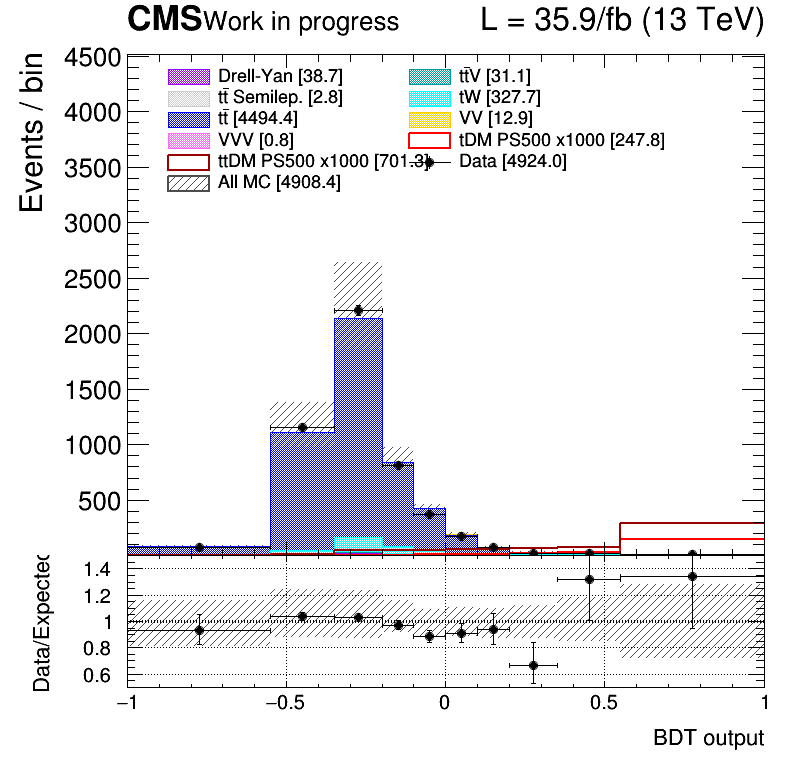 CMS Work in progress L = 35.9/fb (13 TeV)
Events / bin
4500
4000
3500
3000
2500
2000
1500
1000
500
Drell-Yan [38.7] tt̄V [31.1]
tt̄ Semilep. [2.8] tW [327.7]
tt̄ [4494.4] VV [12.9]
VVV [0.8] tDM PS500 x1000 [247.8]
ttDM PS500 x1000 [701.3] Data [4924.0]
All MC [4908.4]
Data/Expected
1.4
1.2
1
0.8
0.6
−1 −0.5 0 0.5 1
BDT output